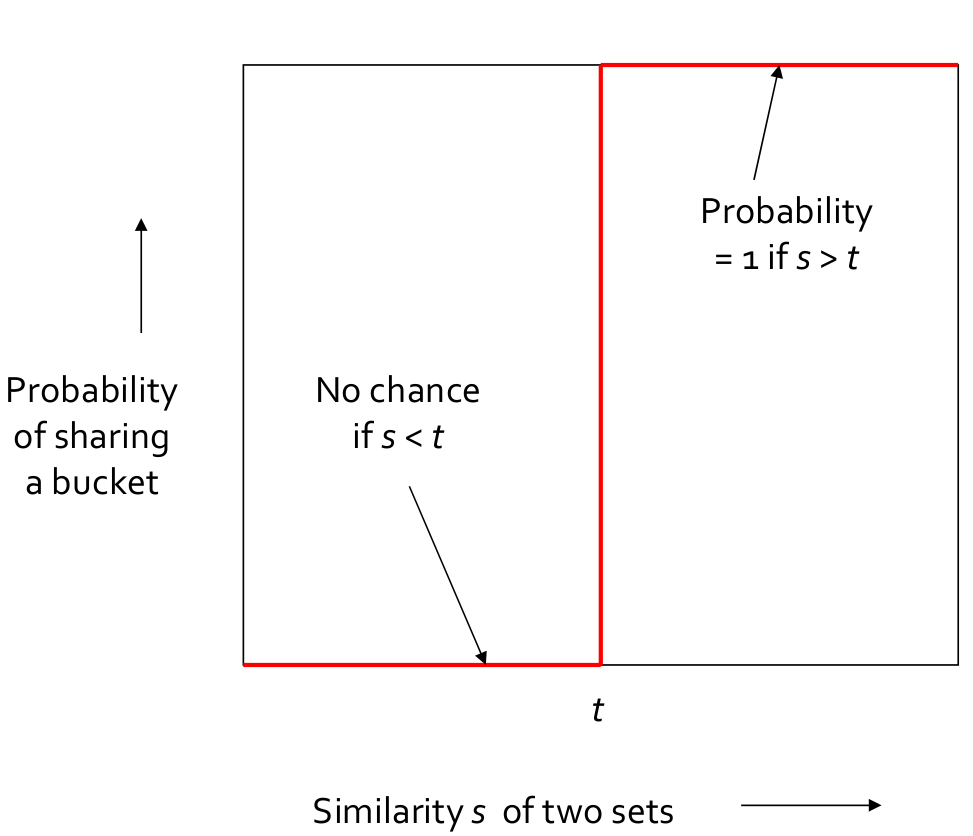 Probability
= 1 if s > t
Probability
of sharing
a bucket
No chance
if s < t
t
Similarity s of two sets